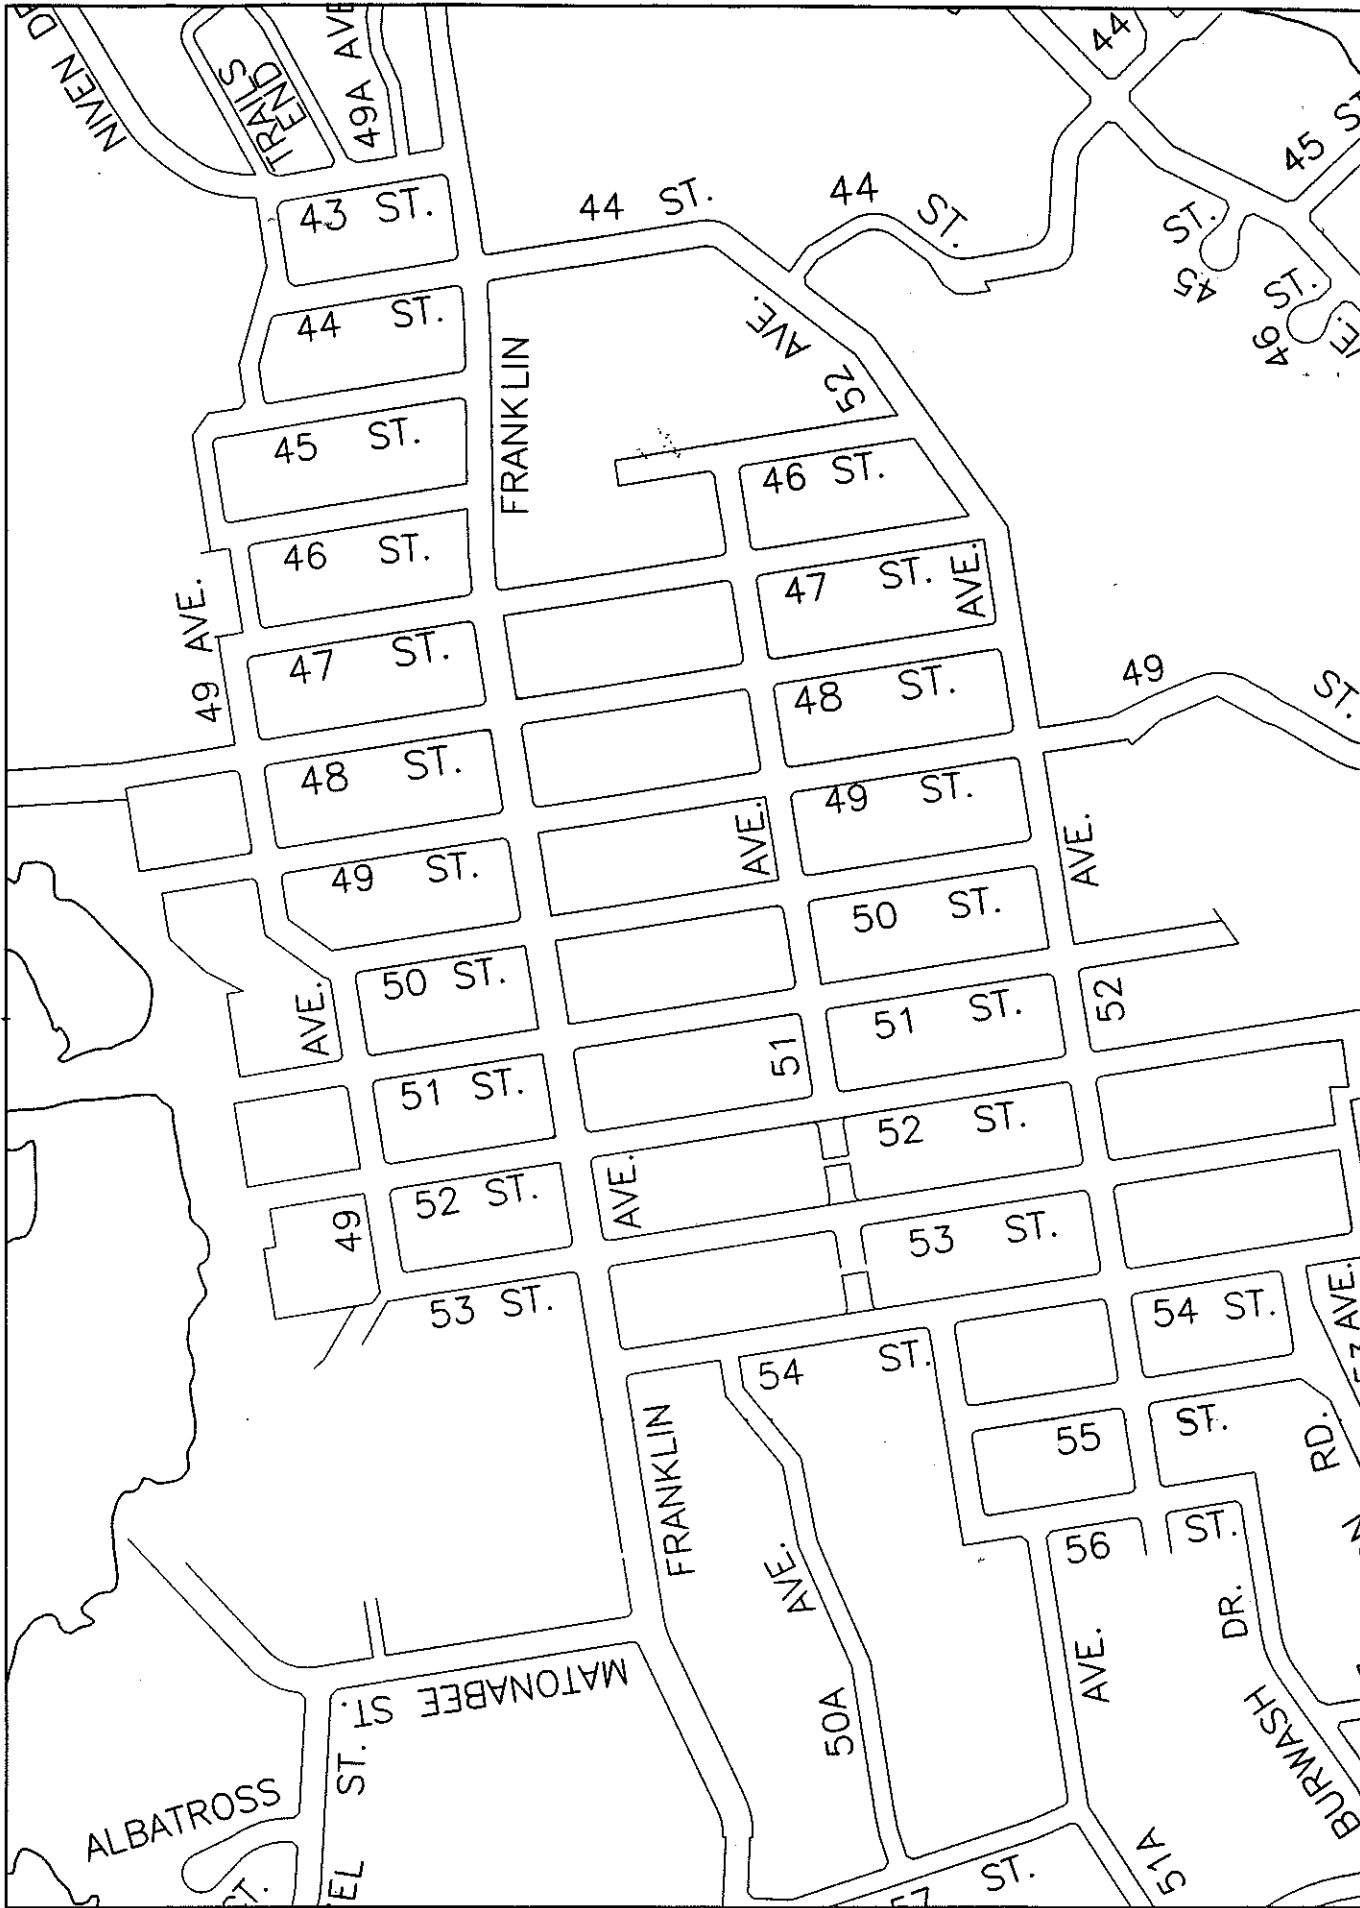 NIVEN
TRAILS
END
49A AVE
44
45 ST
43 ST.
44 ST.
44 ST.
45 ST.
46 ST.
44 ST.
52 AVE.
FRANKLIN
45 ST.
46 ST.
46 ST.
47 ST.
AVE.
49 AVE.
47 ST.
48 ST.
49 ST.
48 ST.
49 ST.
AVE.
AVE.
49 ST.
50 ST.
50 ST.
AVE.
52
51 ST.
51
51 ST.
52 ST.
52 ST.
AVE.
49
53 ST.
53 ST.
54 ST.
AVE.
54 ST.
FRANKLIN
55 ST.
RD.
56 ST.
AVE.
DR.
AVE.
MATONABEE ST.
50A
BURWASH
ST.
ALBATROSS
ST.
EL
57 ST.
51A